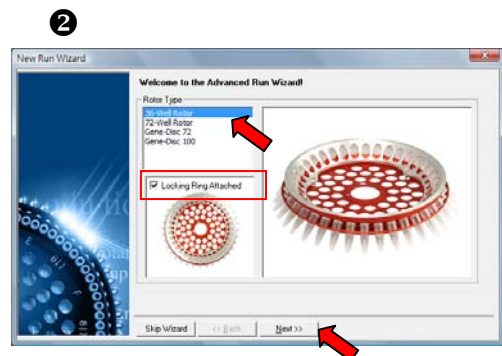 ❷
New Run Wizard
Welcome to the Advanced Run Wizard!
Rotor Type
36-Well Rotor
72-Well Rotor
Gene-Disc 72
Gene-Disc 100
Locking Ring Attached
Skip Wizard
<< Back
Next >>